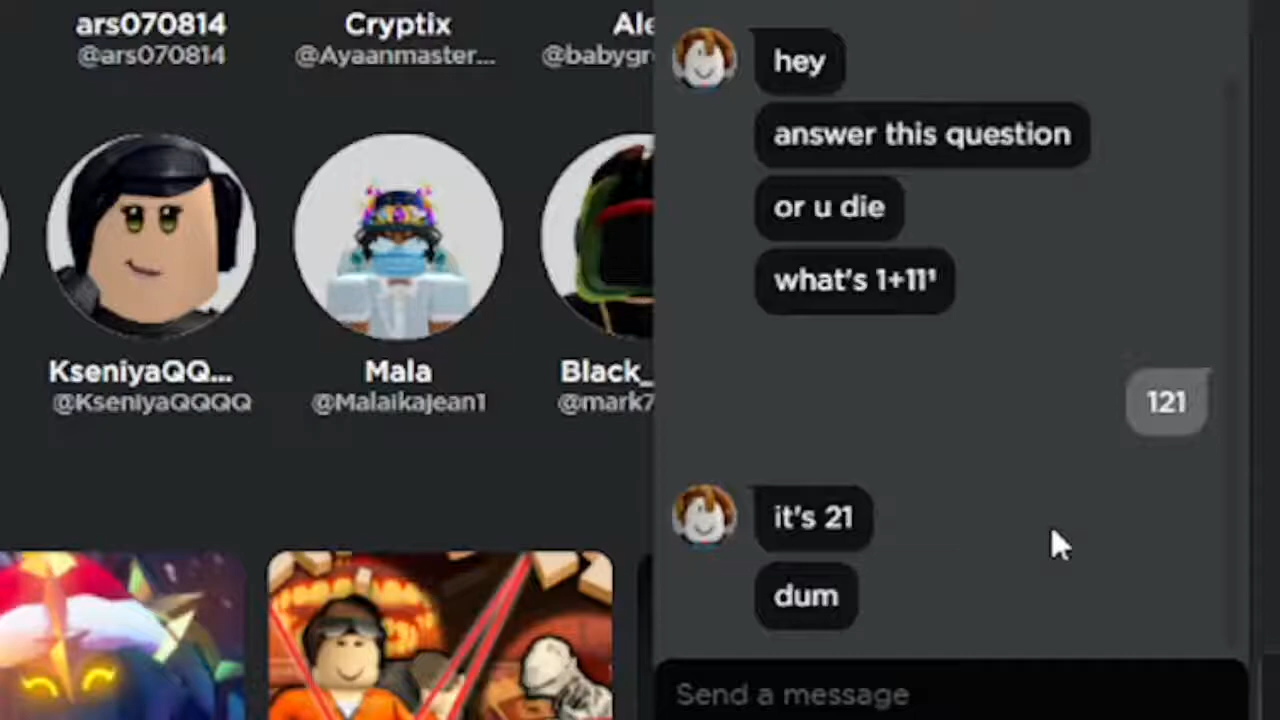 ars070814
@ars070814
Cryptix
@Ayaanmaster...
Ale
@babygr
KseniyaQQ...
@KseniyaQQQQ
Mala
@Malaikajean1
Black_
@mark7
hey
answer this question
or u die
what's 1+11'
121
it's 21
dum
Send a message